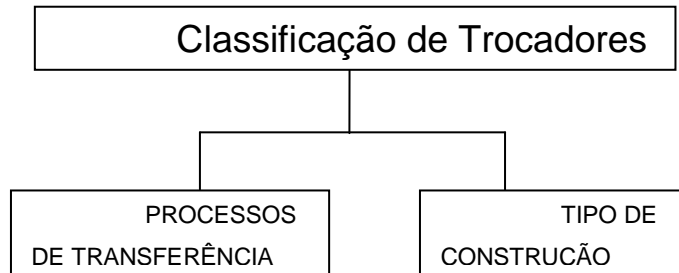 Classificação de Trocadores
PROCESSOS
DE TRANSFERÊNCIA
TIPO DE
CONSTRUCÃO